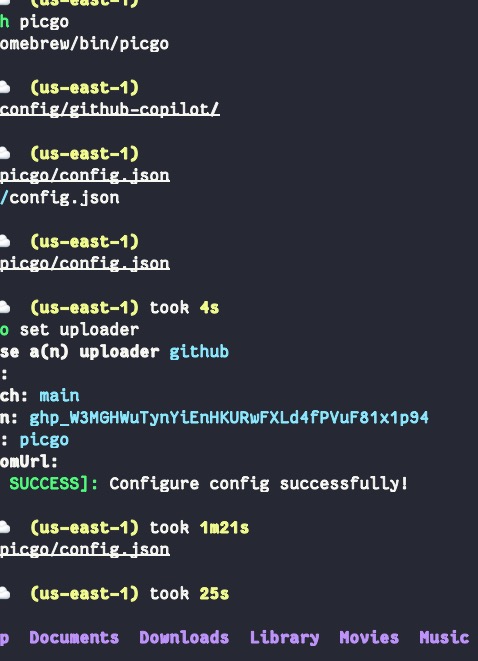 (us-east-1)
h picgo
omebrew/bin/picgo
(us-east-1)
config/github-copilot/
(us-east-1)
picgo/config.json
/config.json
(us-east-1)
picgo/config.json
(us-east-1) took 4s
o set uploader
se a(n) uploader github
:
ch: main
n: 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
: picgo
omUrl:
SUCCESS]: Configure config successfully!
(us-east-1) took 1m21s
picgo/config.json
(us-east-1) took 25s
p Documents Downloads Library Movies Music